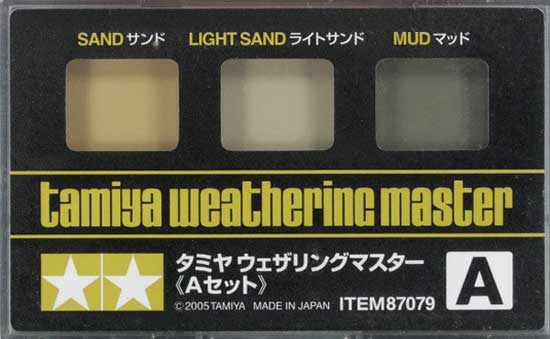 SAND サンド LIGHT SAND ライトサンド MUD マッド
tamiya weathering master
タミヤ ウェザリングマスター
《Aセット》
©2005 TAMIYA MADE IN JAPAN ITEM 87079
A